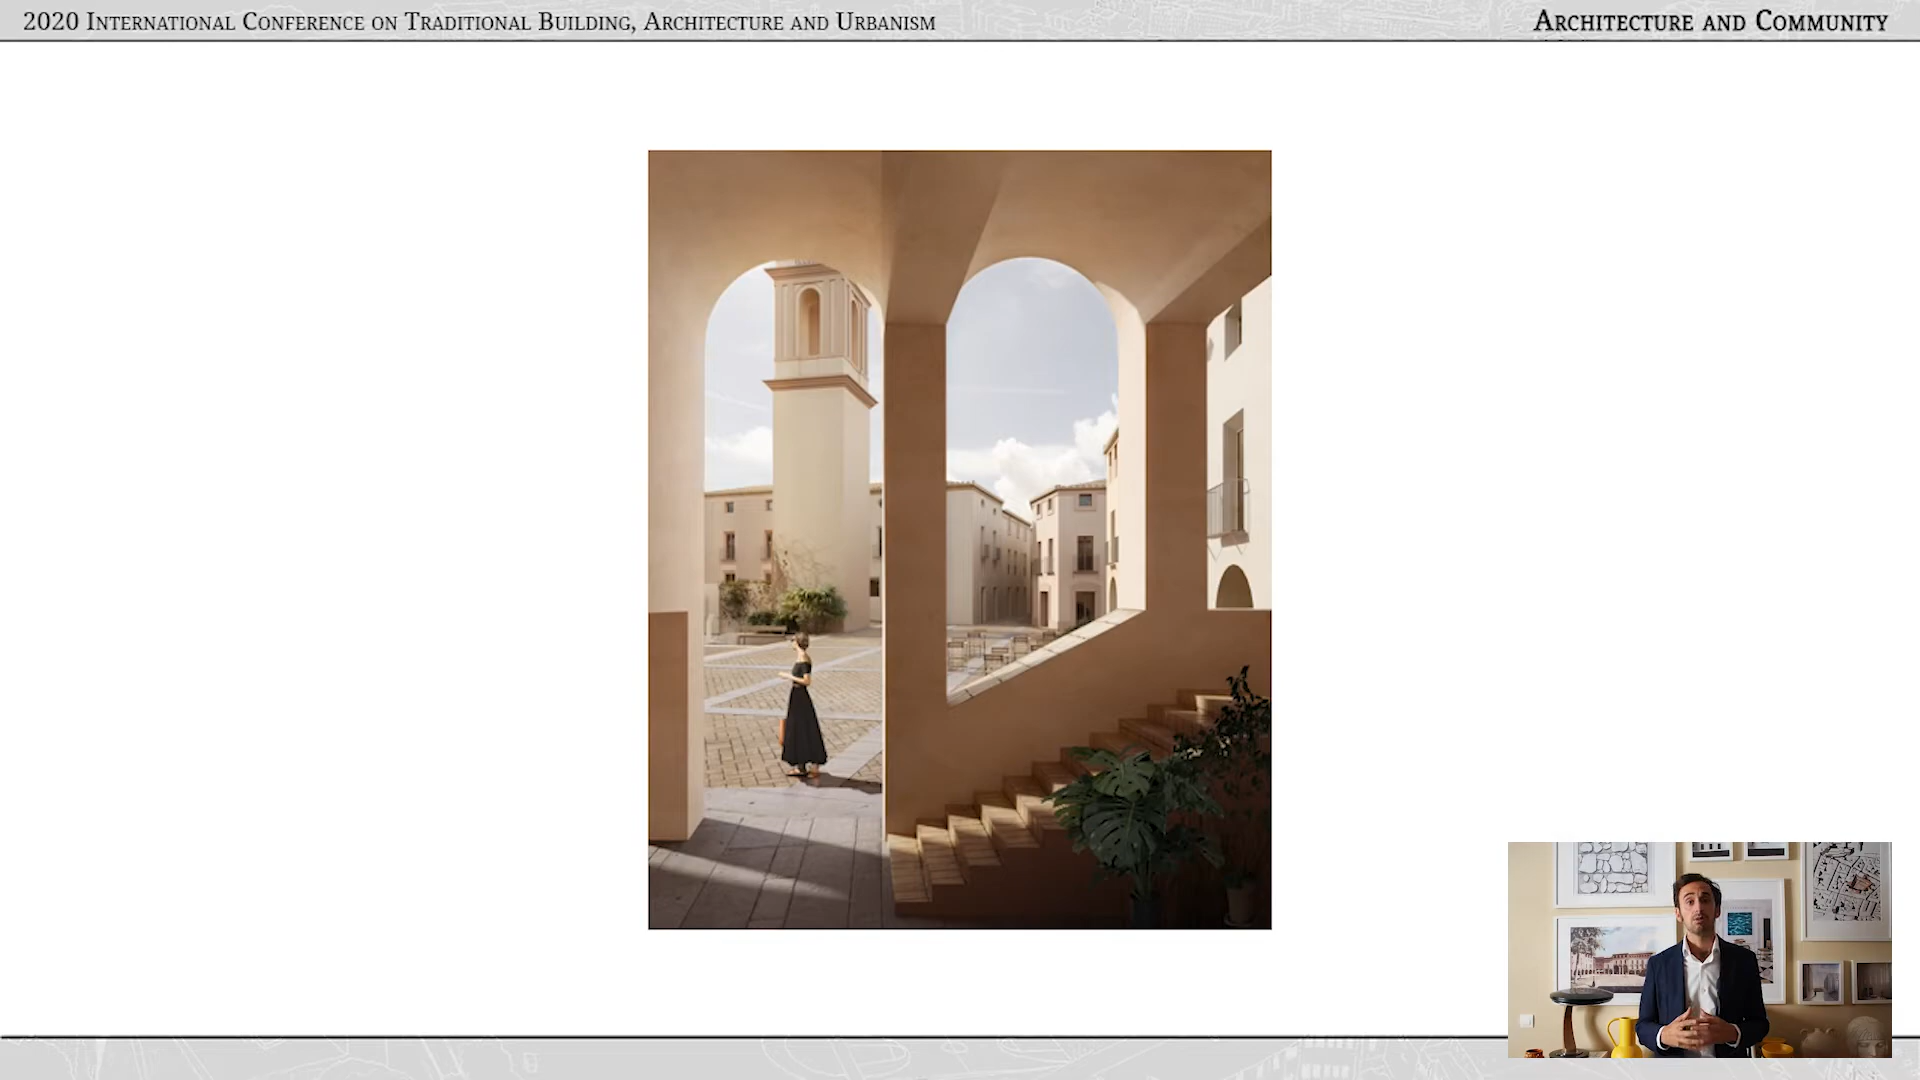 2020 International Conference on Traditional Building, Architecture and Urbanism
Architecture and Community